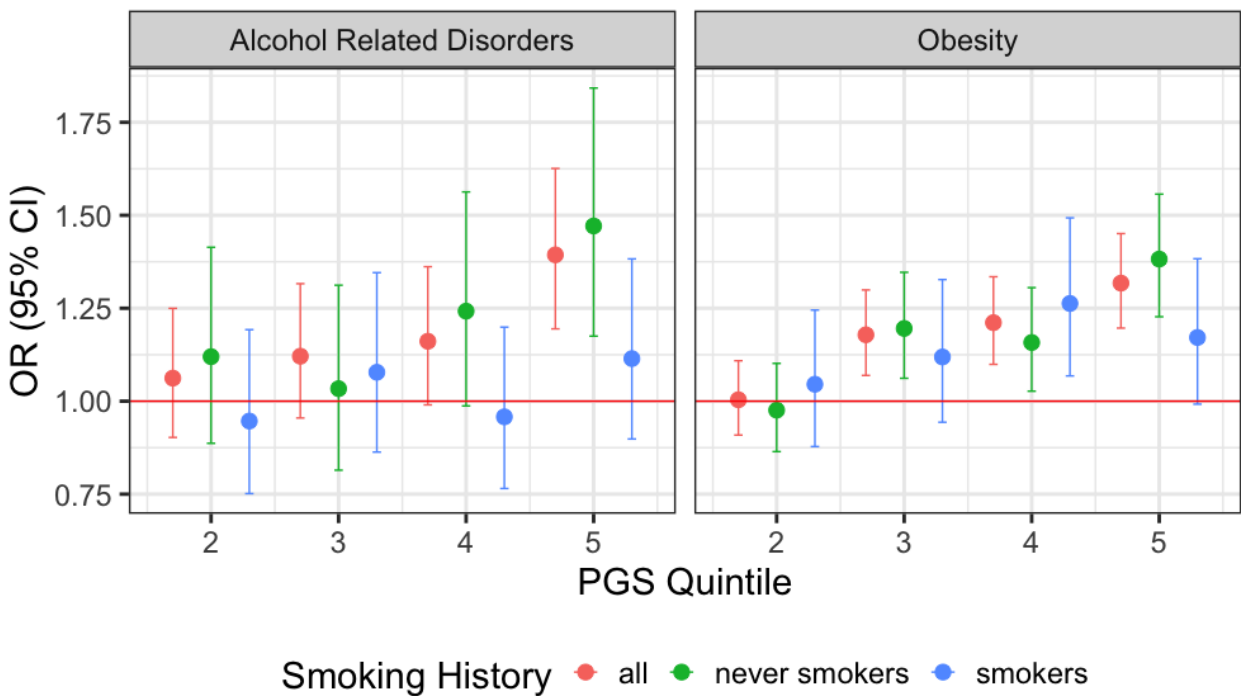 Alcohol Related Disorders
Obesity
OR (95% CI)
1.75
1.50
1.25
1.00
0.75
2 3 4 5
2 3 4 5
PGS Quintile
Smoking History all never smokers smokers